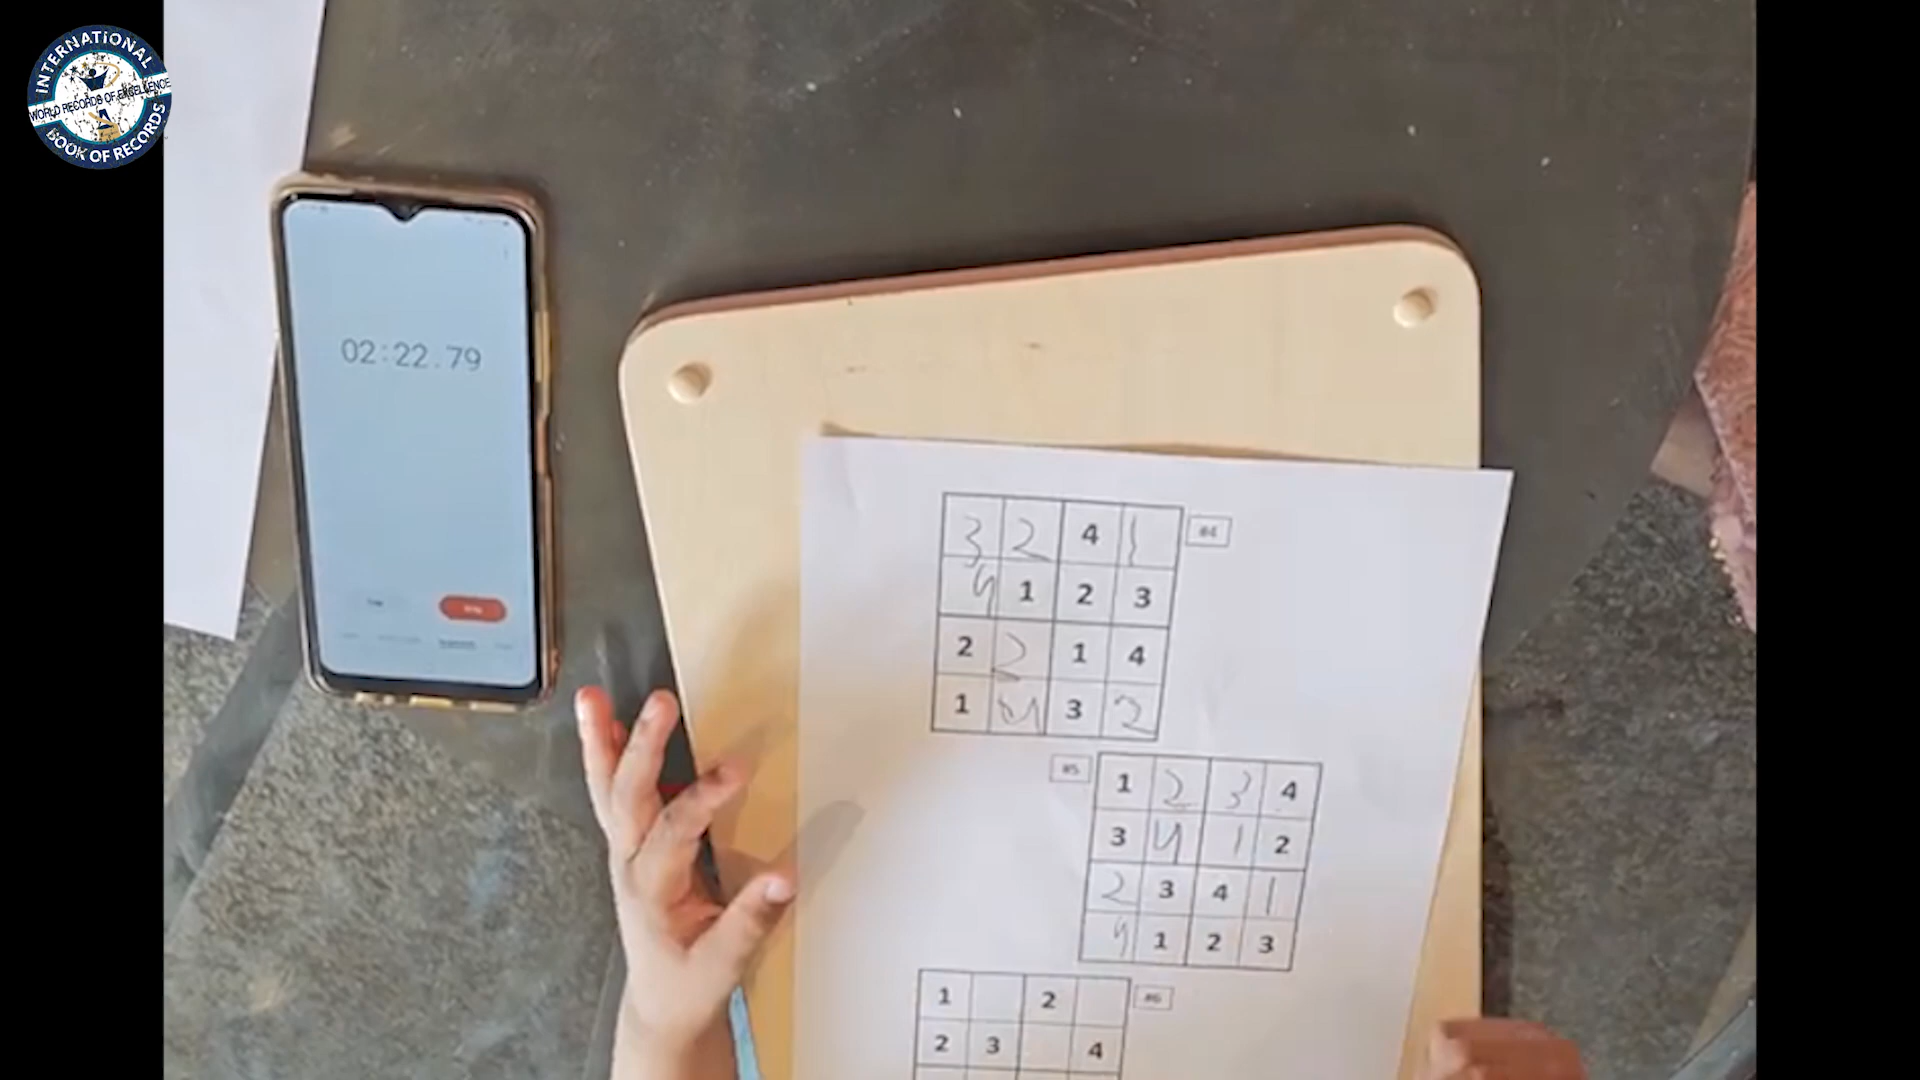 INTERNATIONAL
WORLD RECORDS OF EXCELLENCE
BOOK OF RECORDS
02:22.79
3 2 4 1
#4
4 1 2 3
2 2 1 4
1 4 3 2
#5
1 2 3 4
3 4 1 2
2 3 4 1
4 1 2 3
1 2
#6
2 3 4